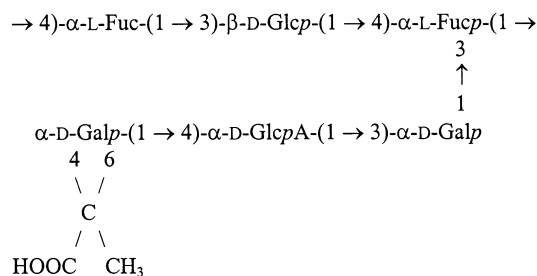 → 4)-α-L-Fuc-(1 → 3)-β-D-Glcp-(1 → 4)-α-L-Fucp-(1 →
3
↑
1
α-D-Galp-(1 → 4)-α-D-GlcpA-(1 → 3)-α-D-Galp
4 6
\ /
C
/ \
HOOC CH₃